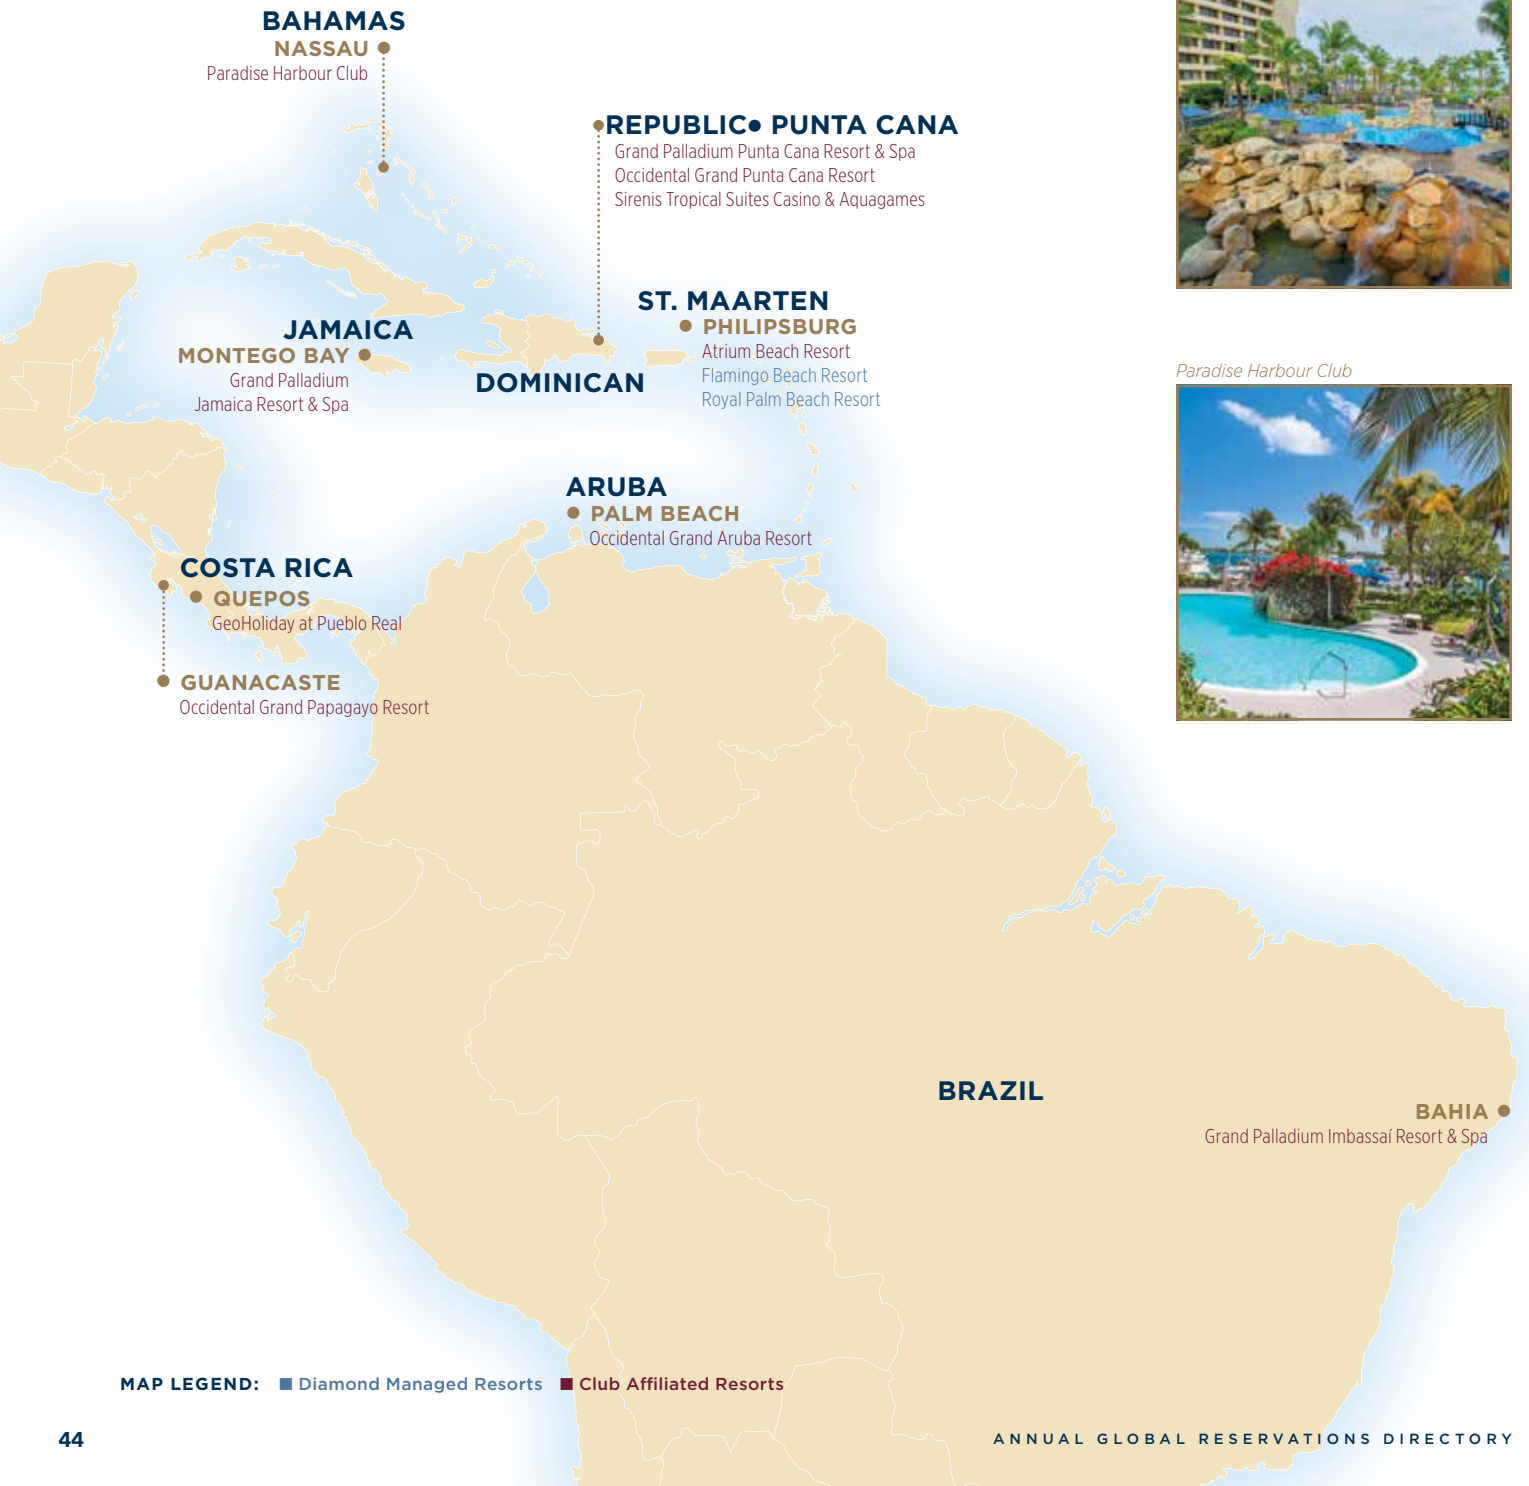 BAHAMAS
NASSAU
Paradise Harbour Club
REPUBLIC PUNTA CANA
Grand Palladium Punta Cana Resort & Spa
Occidental Grand Punta Cana Resort
Sirenis Tropical Suites Casino & Aquagames
ST. MAARTEN
PHILIPSBURG
Atrium Beach Resort
Flamingo Beach Resort
Royal Palm Beach Resort
JAMAICA
MONTEGO BAY
Grand Palladium
Jamaica Resort & Spa
DOMINICAN
Paradise Harbour Club
ARUBA
PALM BEACH
Occidental Grand Aruba Resort
COSTA RICA
QUEPOS
GeoHoliday at Pueblo Real
GUANACASTE
Occidental Grand Papagayo Resort
BRAZIL
BAHIA
Grand Palladium Imbassaí Resort & Spa
MAP LEGEND: Diamond Managed Resorts Club Affiliated Resorts
44
ANNUAL GLOBAL RESERVATIONS DIRECTORY